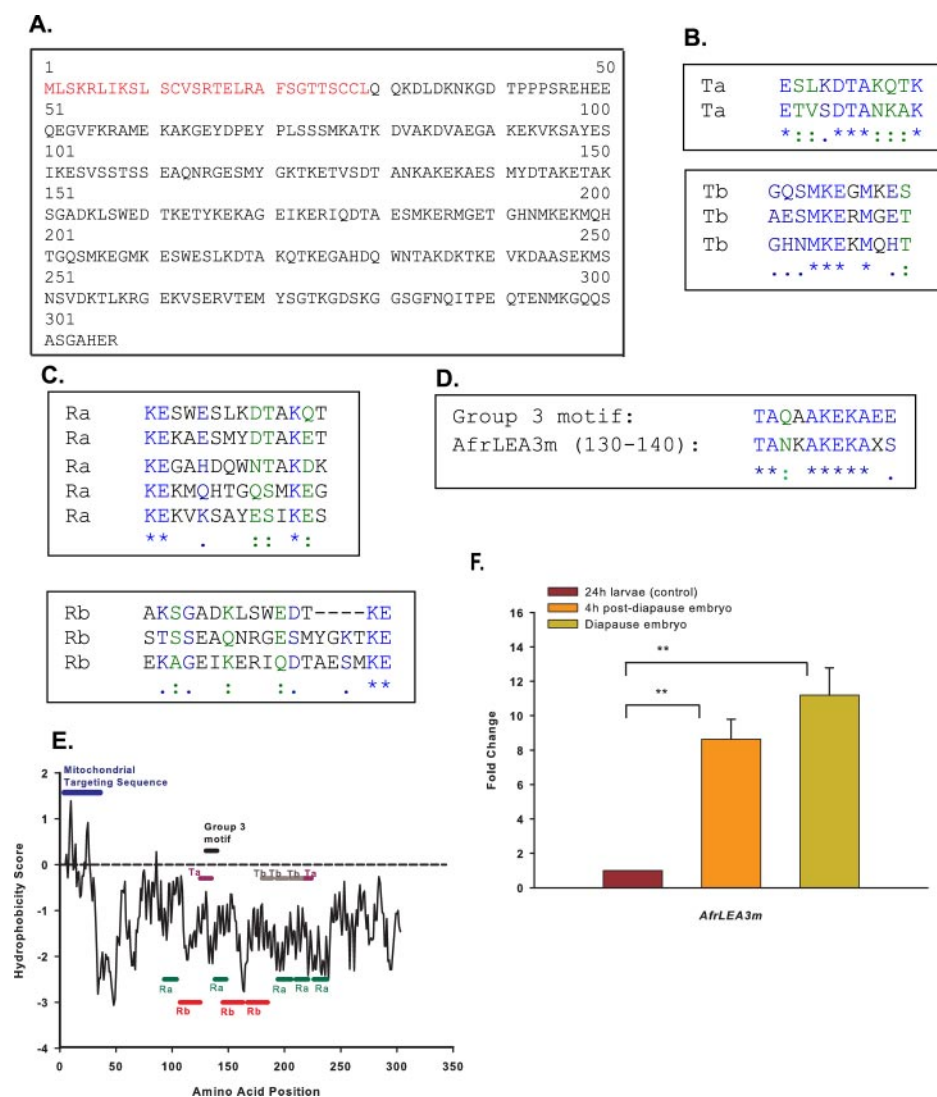 A.
1 50
MLSKRLIKSL SCVSRTELRA FSGTTSCCLQ QKDLDKNKGD TPPPSREHEE
51 100
QEGVFKRAME KAKGEYDPEY PLSSSMKATK DVAKDVAEGA KEKVKSAYES
101 150
IKESVSSTSS EAQNRGESMY GKTKETVSDT ANKAKEKAES MYDTAKETAK
151 200
SGADKLSWED TKETYKEKAG EIKERIQDTA ESMKERMGET GHNMKEKMQH
201 250
TGQSMKEGMK ESWESLKDTA KQTKEGAHDQ WNTAKDKTKE VKDAASEKMS
251 300
NSVDKTLKRG EKVSERVTEM YSGTKGDSKG GSGFNQITPE QTENMKGQQS
301
ASGAHER
B.
Ta ESLKDTAKQTK
Ta ETVSDTANKAK
*::.***:::*
Tb GQSMKEGMKES
Tb AESMKERMGET
Tb GHNMKEKMQHT
...*** * .:
C.
Ra KESWESLKDTAKQT
Ra KEKAESMYDTAKET
Ra KEGAHDQWNTAKDK
Ra KEKMQHTGQSMKEG
Ra KEKVKSAYESIKES
** . :: *:
Rb AKSGADKLSWEDT----KE
Rb STSSEAQNRGESMYGKTKE
Rb EKAGEIKERIQDTAESMKE
.:. : :. . **
D.
Group 3 motif: TAQAAKEKAEE
AfrLEA3m (130-140): TANKAKEKAXS
**: ***** .
E.
Mitochondrial
Targeting Sequence
Group 3
motif
Ta Tb Tb Tb Ta
Ra Ra Ra Ra Ra
Rb Rb Rb
2
1
0
-1
-2
-3
-4
Hydrophobicity Score
0 50 100 150 200 250 300 350
Amino Acid Position
F.
24h larvae (control)
4h post-diapause embryo
Diapause embryo
**
**
16
14
12
10
8
6
4
2
0
Fold Change
AfrLEA3m